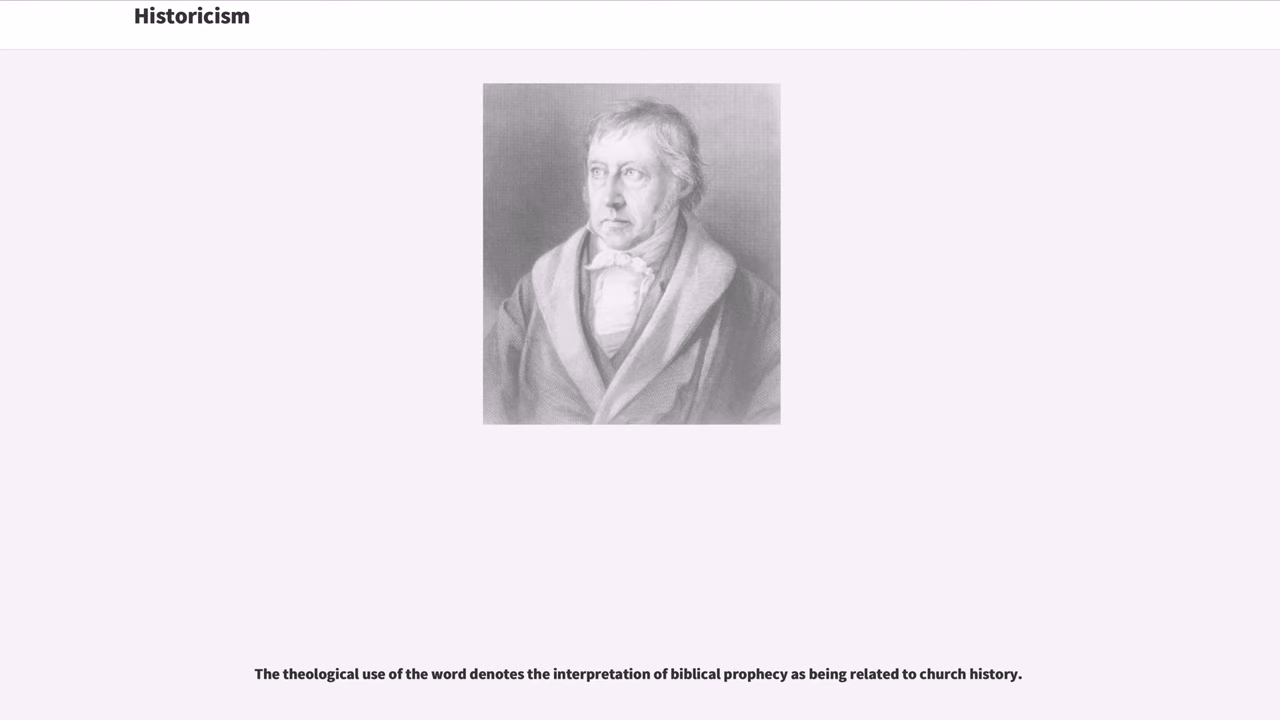 Historicism
The theological use of the word denotes the interpretation of biblical prophecy as being related to church history.